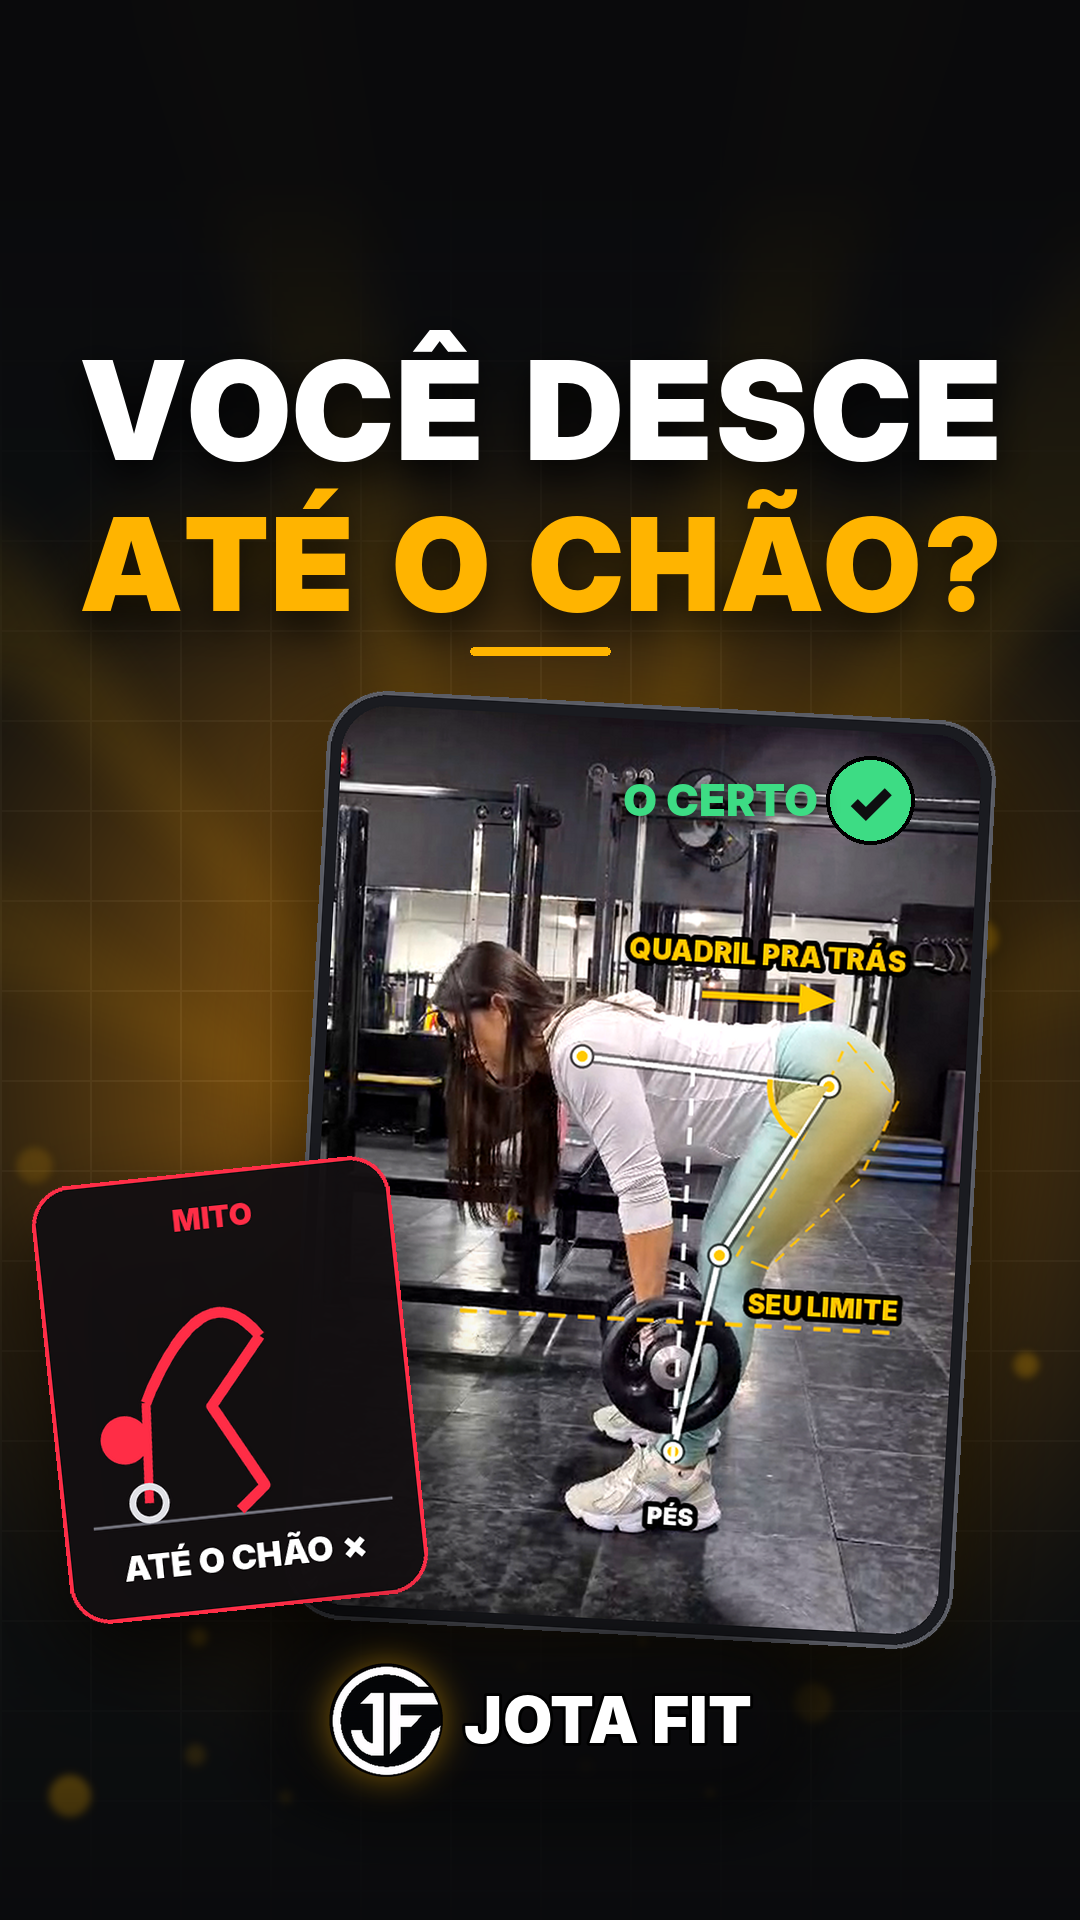 VOCÊ DESCE
ATÉ O CHÃO?
O CERTO
QUADRIL PRA TRÁS
MITO
SEU LIMITE
PÉS
ATÉ O CHÃO ×
JF JOTA FIT